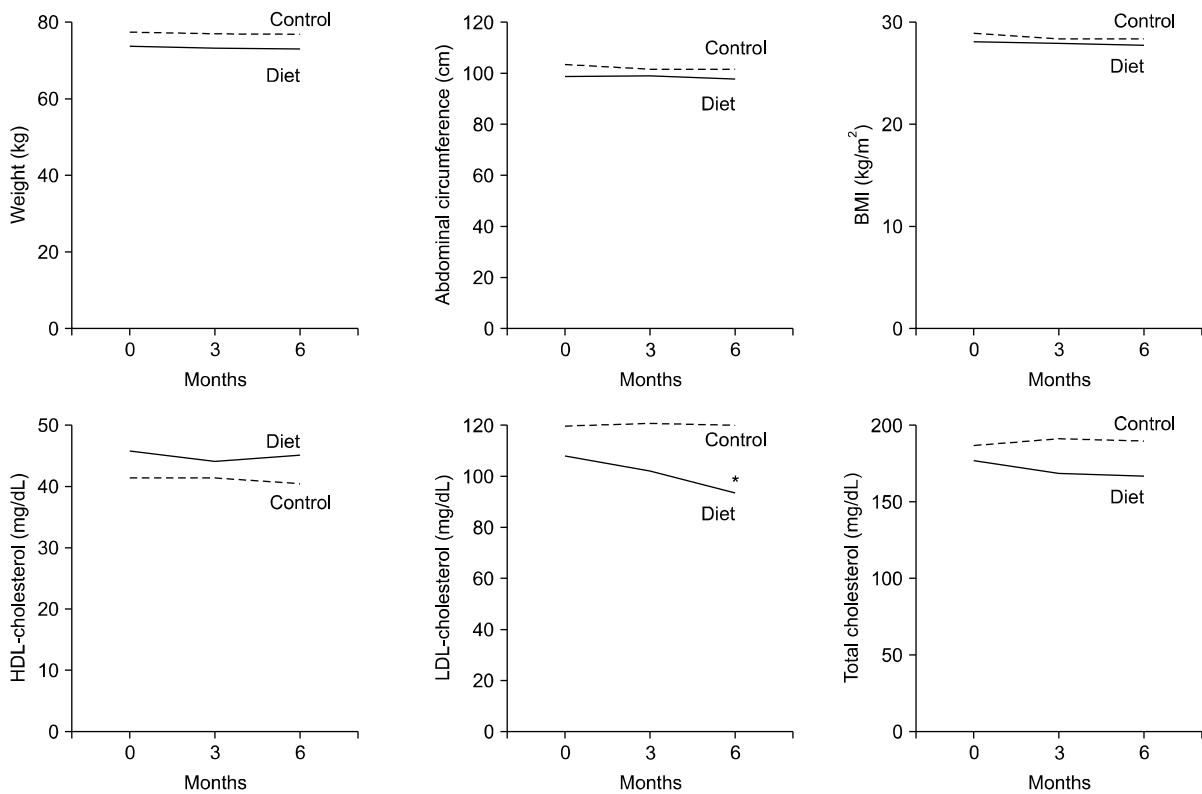 Weight (kg)
80
60
40
20
0
Control
Diet
0 3 6
Months
Abdominal circumference (cm)
120
100
80
60
40
20
0
Control
Diet
0 3 6
Months
BMI (kg/m²)
30
20
10
0
Control
Diet
0 3 6
Months
HDL-cholesterol (mg/dL)
50
40
30
20
10
0
Diet
Control
0 3 6
Months
LDL-cholesterol (mg/dL)
120
100
80
60
40
20
0
Control
*
Diet
0 3 6
Months
Total cholesterol (mg/dL)
200
150
100
50
0
Control
Diet
0 3 6
Months